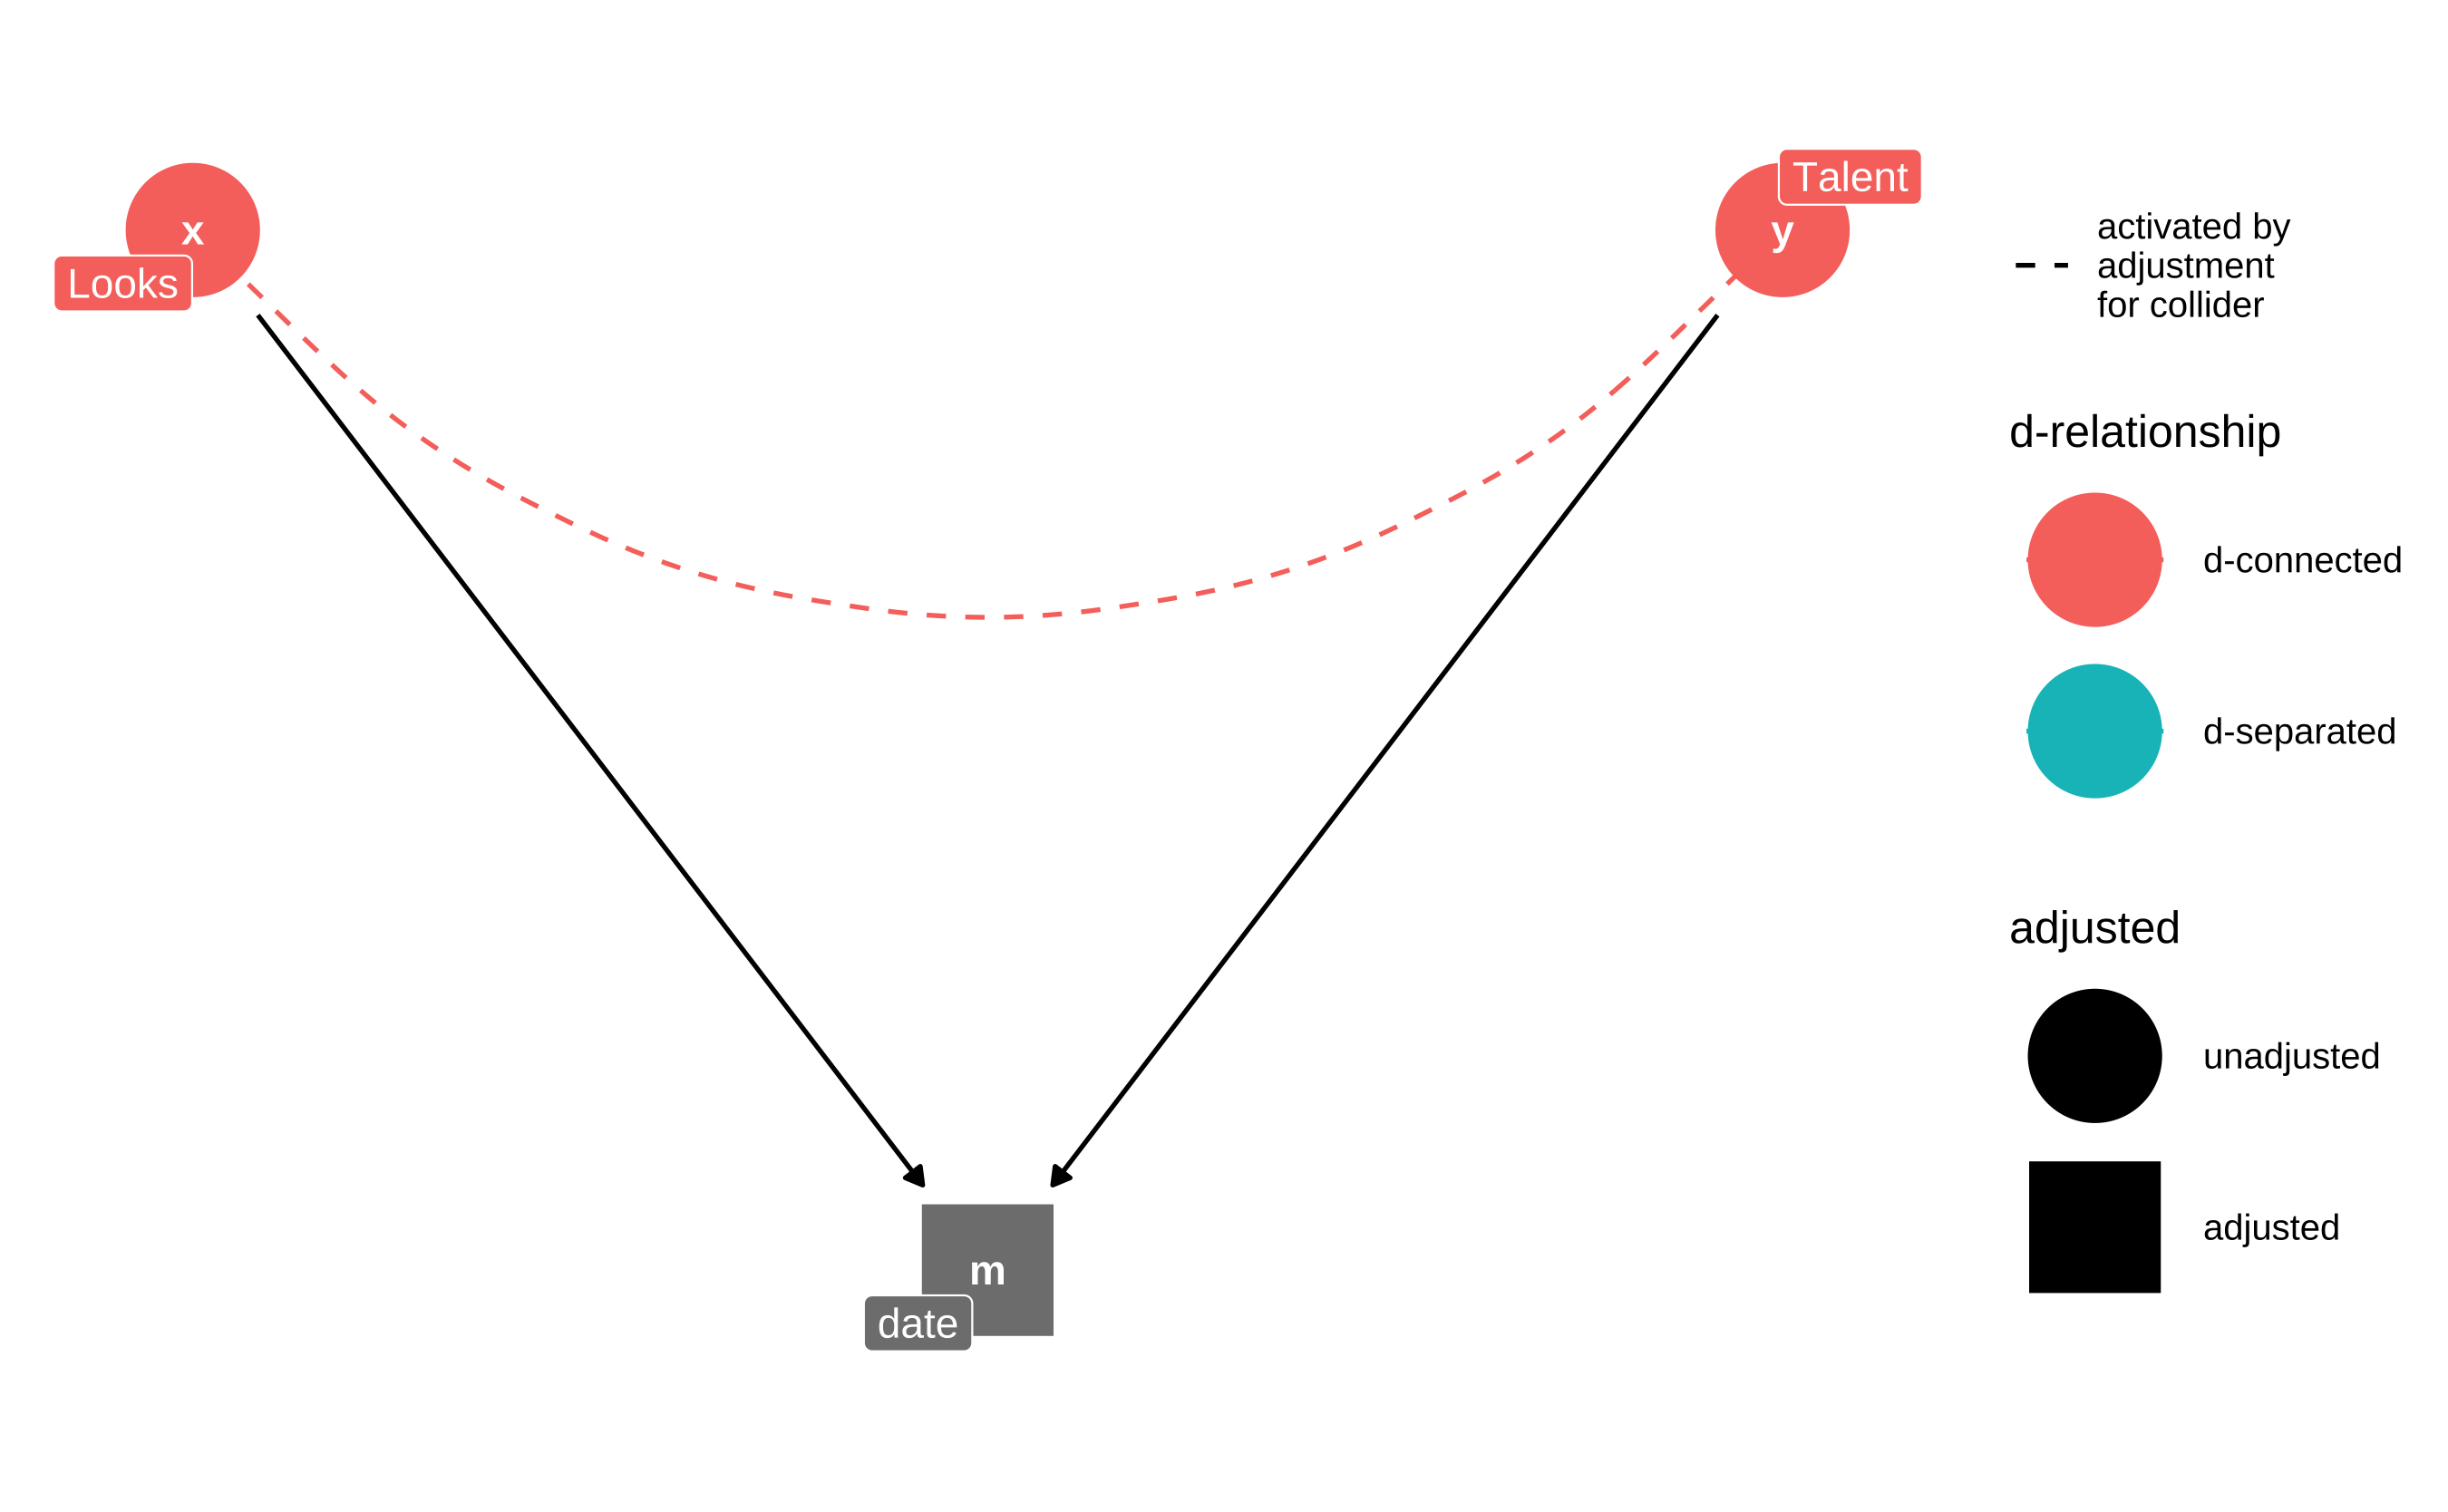 x
Looks
Talent
y
m
date
activated by
adjustment
for collider
d-relationship
d-connected
d-separated
adjusted
unadjusted
adjusted